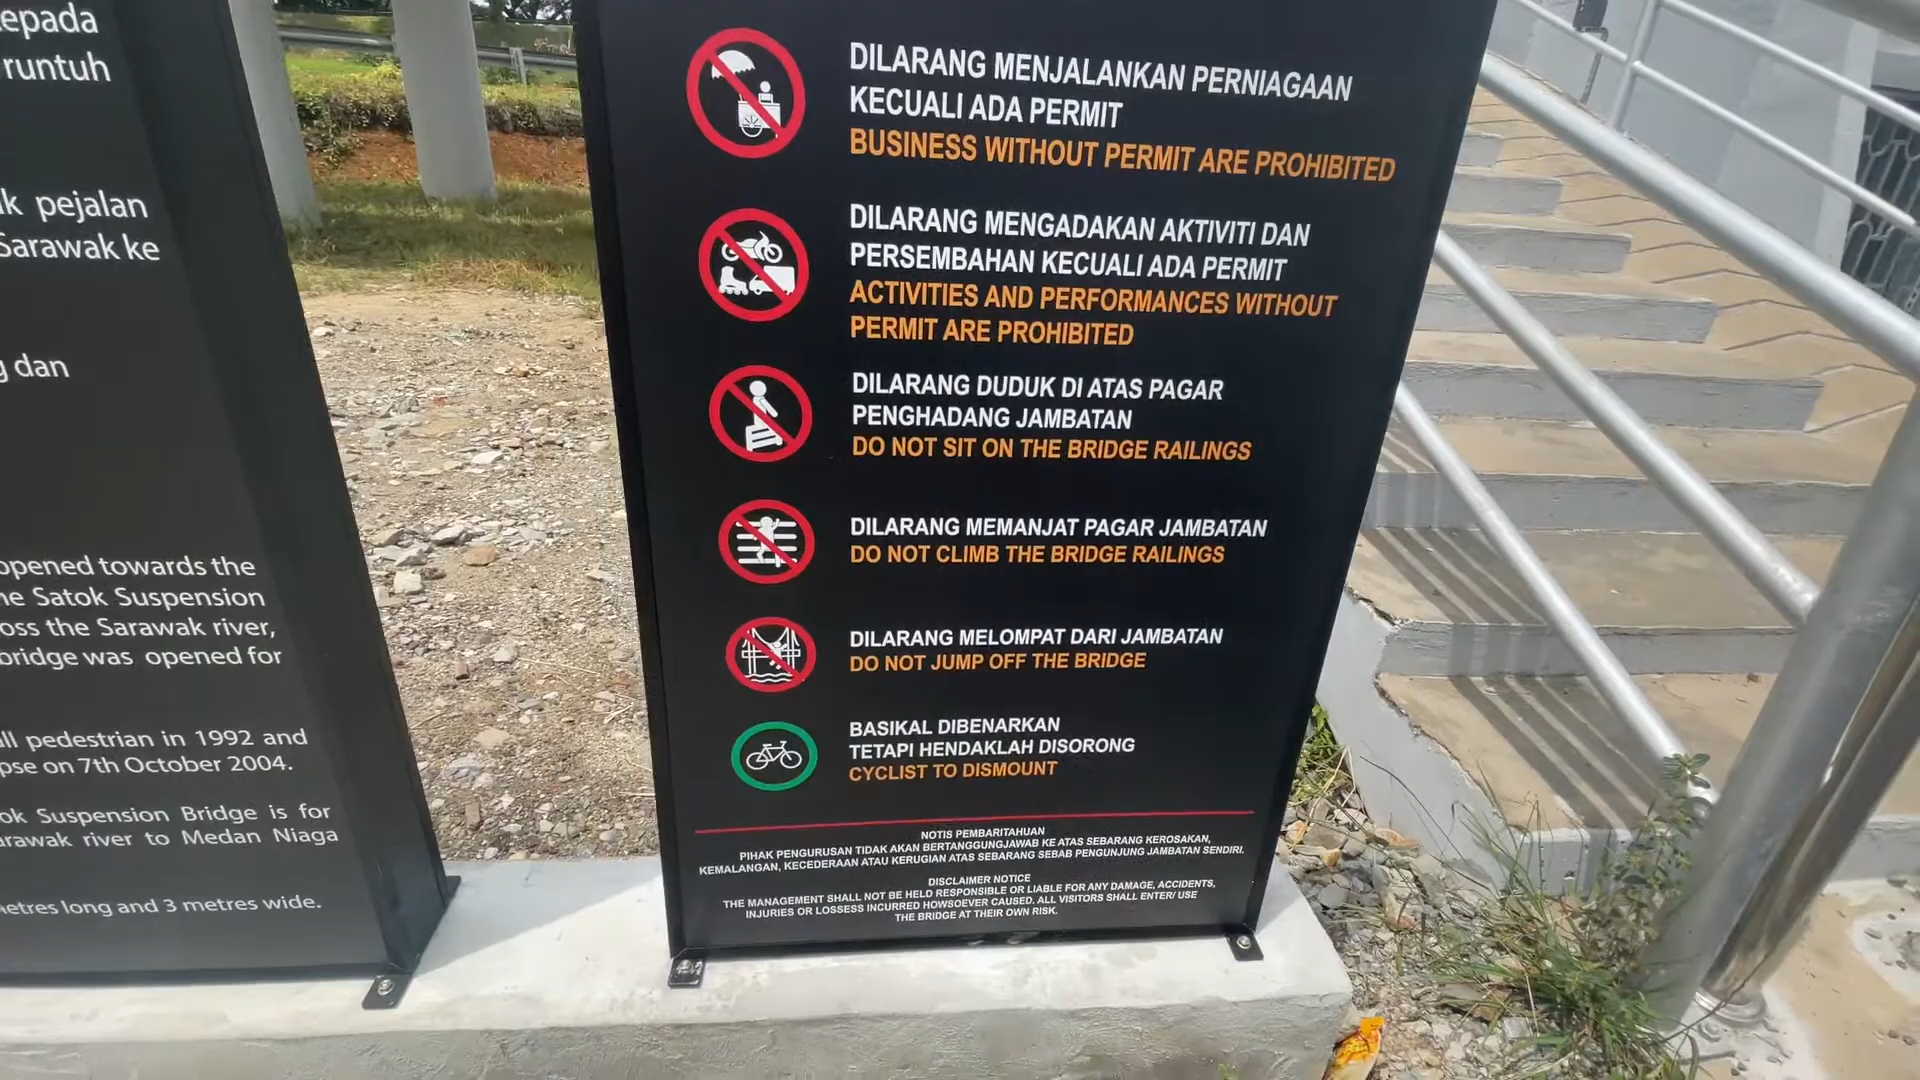 epada
runtuh
k pejalan
Sarawak ke
dan
opened towards the
Satok Suspension
oss the Sarawak river,
bridge was opened for
ll pedestrian in 1992 and
pse on 7th October 2004.
ok Suspension Bridge is for
arawak river to Medan Niaga
etres long and 3 metres wide.
DILARANG MENJALANKAN PERNIAGAAN
KECUALI ADA PERMIT
BUSINESS WITHOUT PERMIT ARE PROHIBITED
DILARANG MENGADAKAN AKTIVITI DAN
PERSEMBAHAN KECUALI ADA PERMIT
ACTIVITIES AND PERFORMANCES WITHOUT
PERMIT ARE PROHIBITED
DILARANG DUDUK DI ATAS PAGAR
PENGHADANG JAMBATAN
DO NOT SIT ON THE BRIDGE RAILINGS
DILARANG MEMANJAT PAGAR JAMBATAN
DO NOT CLIMB THE BRIDGE RAILINGS
DILARANG MELOMPAT DARI JAMBATAN
DO NOT JUMP OFF THE BRIDGE
BASIKAL DIBENARKAN
TETAPI HENDAKLAH DISORONG
CYCLIST TO DISMOUNT
NOTIS PEMBARITAHUAN
PIHAK PENGURUSAN TIDAK AKAN BERTANGGUNGJAWAB KE ATAS SEBARANG KEROSAKAN,
KEMALANGAN, KECEDERAAN ATAU KERUGIAN ATAS SEBARANG SEBAB PENGUNJUNG JAMBATAN SENDIRI.
DISCLAIMER NOTICE
THE MANAGEMENT SHALL NOT BE HELD RESPONSIBLE OR LIABLE FOR ANY DAMAGE, ACCIDENTS,
INJURIES OR LOSSESS INCURRED HOWSOEVER CAUSED. ALL VISITORS SHALL ENTER/ USE
THE BRIDGE AT THEIR OWN RISK.